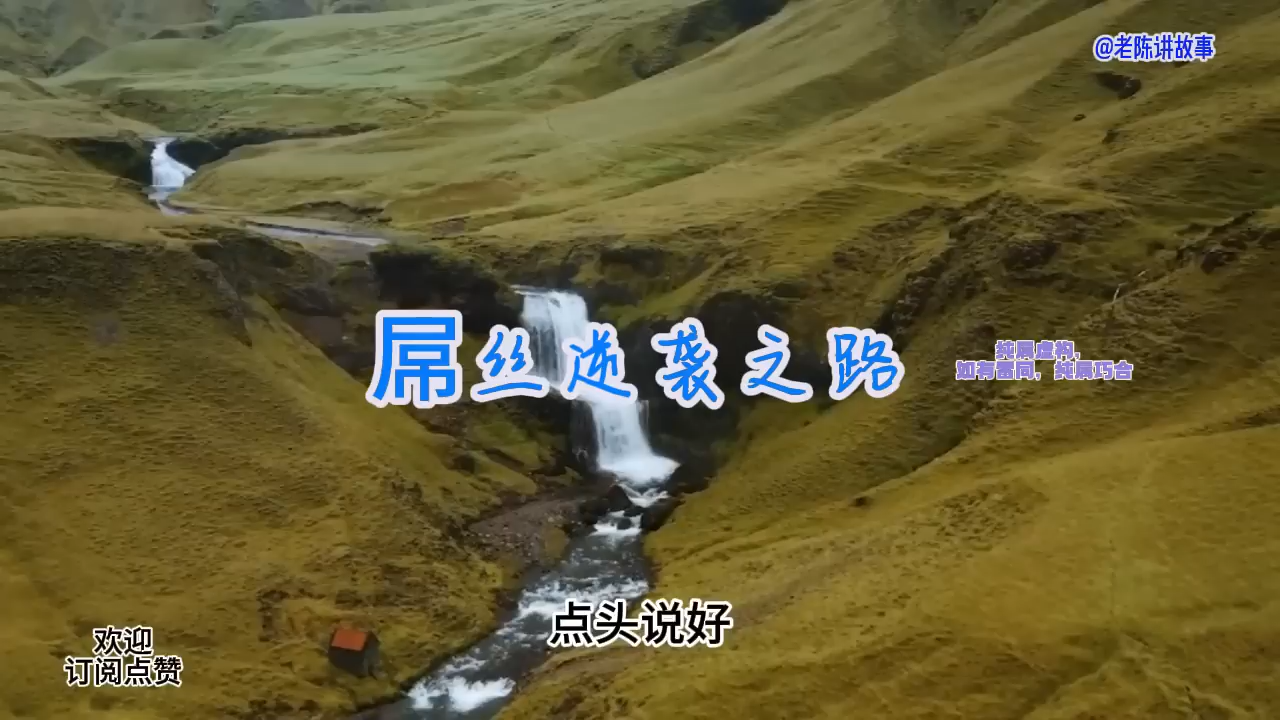 @老陈讲故事
屌丝逆袭之路
纯属虚构，
如有雷同，纯属巧合
点头说好
欢迎
订阅点赞